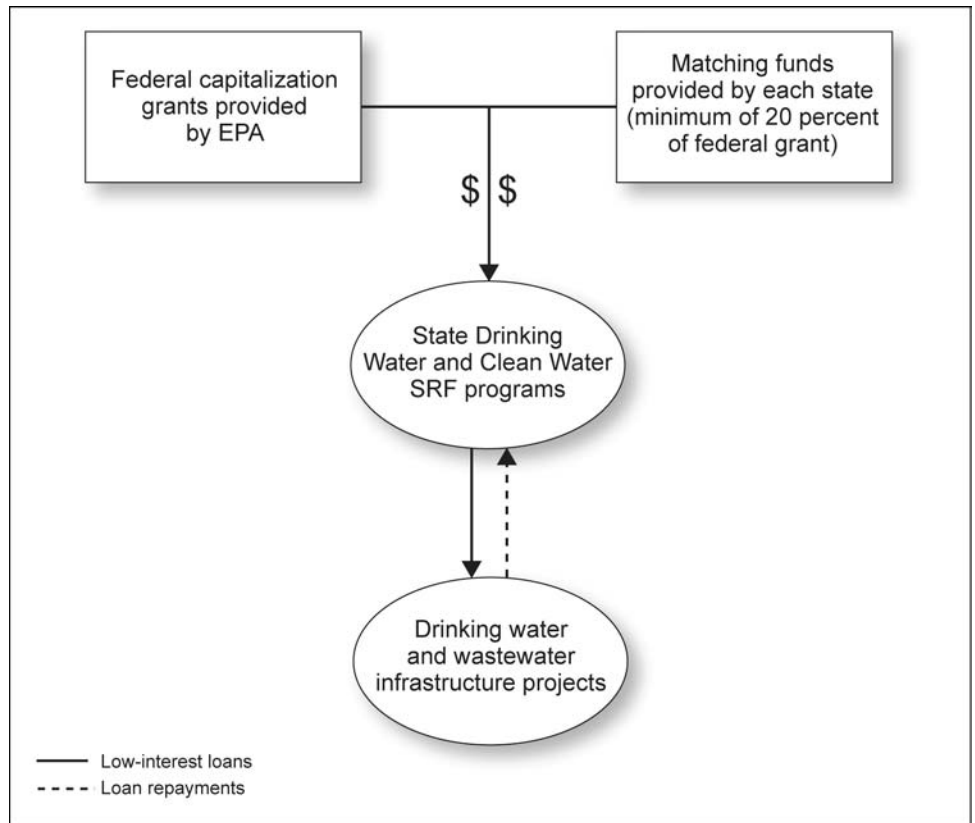 Federal capitalization
grants provided
by EPA
Matching funds
provided by each state
(minimum of 20 percent
of federal grant)
$ $
State Drinking
Water and Clean Water
SRF programs
Drinking water
and wastewater
infrastructure projects
Low-interest loans
Loan repayments